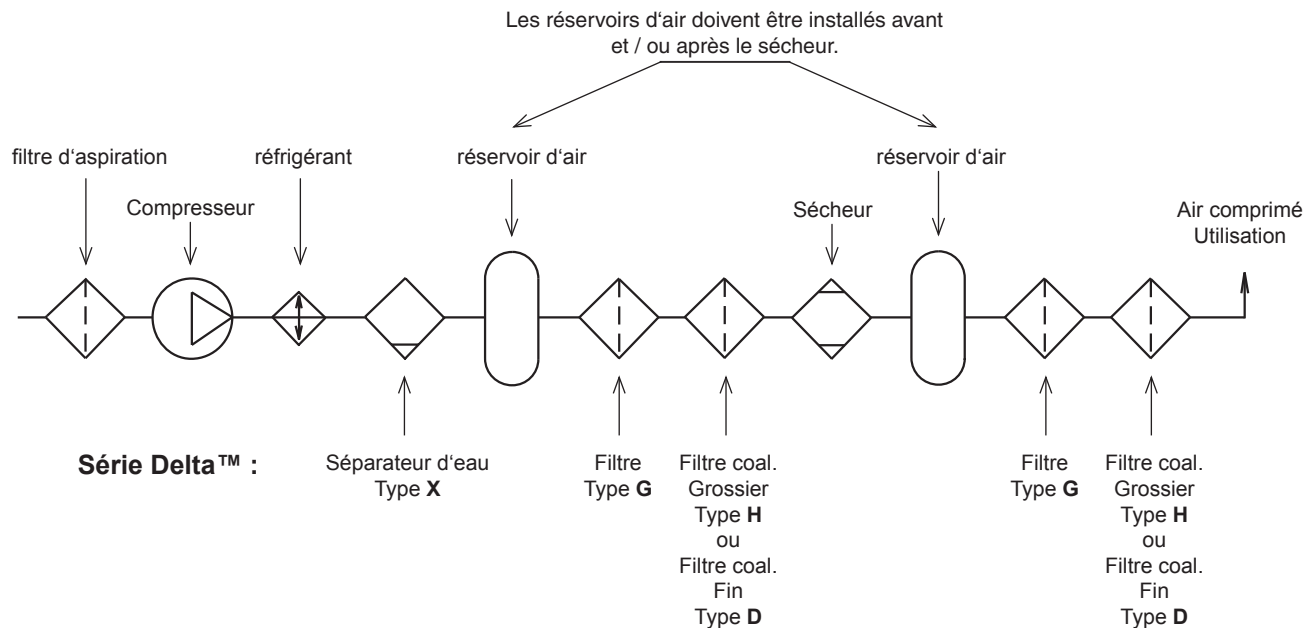 Les réservoirs d‘air doivent être installés avant
et / ou après le sécheur.
filtre d‘aspiration
réfrigérant
réservoir d‘air
réservoir d‘air
Compresseur
Sécheur
Air comprimé
Utilisation
Série Delta™ :
Séparateur d‘eau
Type X
Filtre
Type G
Filtre coal.
Grossier
Type H
ou
Filtre coal.
Fin
Type D
Filtre
Type G
Filtre coal.
Grossier
Type H
ou
Filtre coal.
Fin
Type D